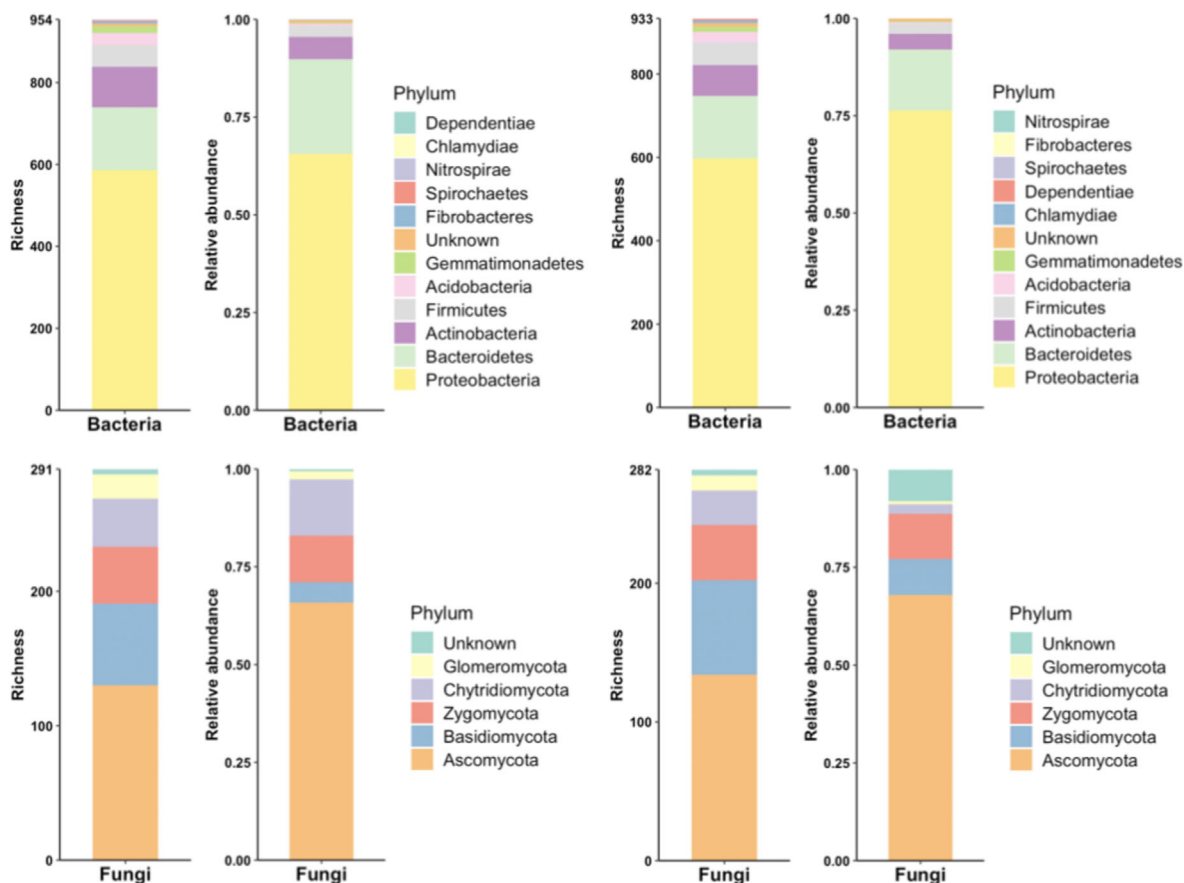 954
800
600
400
200
0
Richness
Bacteria
1.00
0.75
0.50
0.25
0.00
Relative abundance
Bacteria
Phylum
Dependentiae
Chlamydiae
Nitrospirae
Spirochaetes
Fibrobacteres
Unknown
Gemmatimonadetes
Acidobacteria
Firmicutes
Actinobacteria
Bacteroidetes
Proteobacteria
933
800
600
400
200
0
Richness
Bacteria
1.00
0.75
0.50
0.25
0.00
Relative abundance
Bacteria
Phylum
Nitrospirae
Fibrobacteres
Spirochaetes
Dependentiae
Chlamydiae
Unknown
Gemmatimonadetes
Acidobacteria
Firmicutes
Actinobacteria
Bacteroidetes
Proteobacteria
291
200
100
0
Richness
Fungi
1.00
0.75
0.50
0.25
0.00
Relative abundance
Fungi
Phylum
Unknown
Glomeromycota
Chytridiomycota
Zygomycota
Basidiomycota
Ascomycota
282
200
100
0
Richness
Fungi
1.00
0.75
0.50
0.25
0.00
Relative abundance
Fungi
Phylum
Unknown
Glomeromycota
Chytridiomycota
Zygomycota
Basidiomycota
Ascomycota